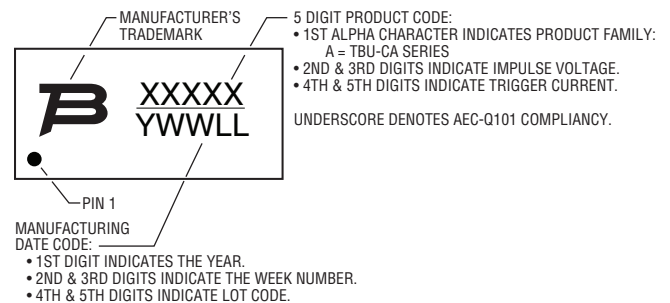 MANUFACTURER'S
TRADEMARK
5 DIGIT PRODUCT CODE:
• 1ST ALPHA CHARACTER INDICATES PRODUCT FAMILY:
A = TBU-CA SERIES
• 2ND & 3RD DIGITS INDICATE IMPULSE VOLTAGE.
• 4TH & 5TH DIGITS INDICATE TRIGGER CURRENT.
UNDERSCORE DENOTES AEC-Q101 COMPLIANCY.
XXXXX
YWWLL
PIN 1
MANUFACTURING
DATE CODE:
• 1ST DIGIT INDICATES THE YEAR.
• 2ND & 3RD DIGITS INDICATE THE WEEK NUMBER.
• 4TH & 5TH DIGITS INDICATE LOT CODE.